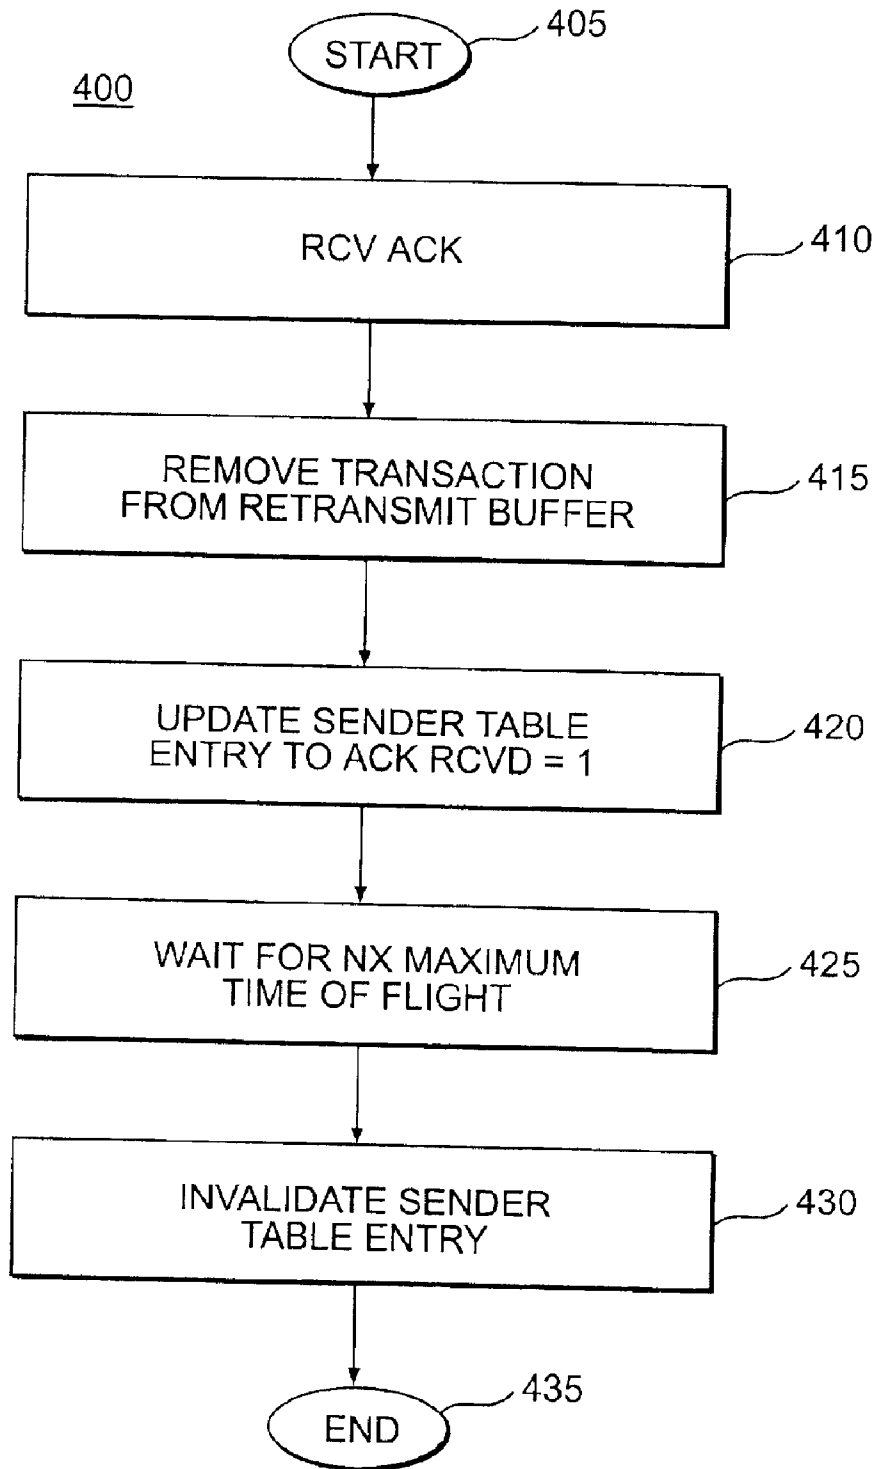 START
405
400
RCV ACK
410
REMOVE TRANSACTION
FROM RETRANSMIT BUFFER
415
UPDATE SENDER TABLE
ENTRY TO ACK RCVD = 1
420
WAIT FOR NX MAXIMUM
TIME OF FLIGHT
425
INVALIDATE SENDER
TABLE ENTRY
430
END
435